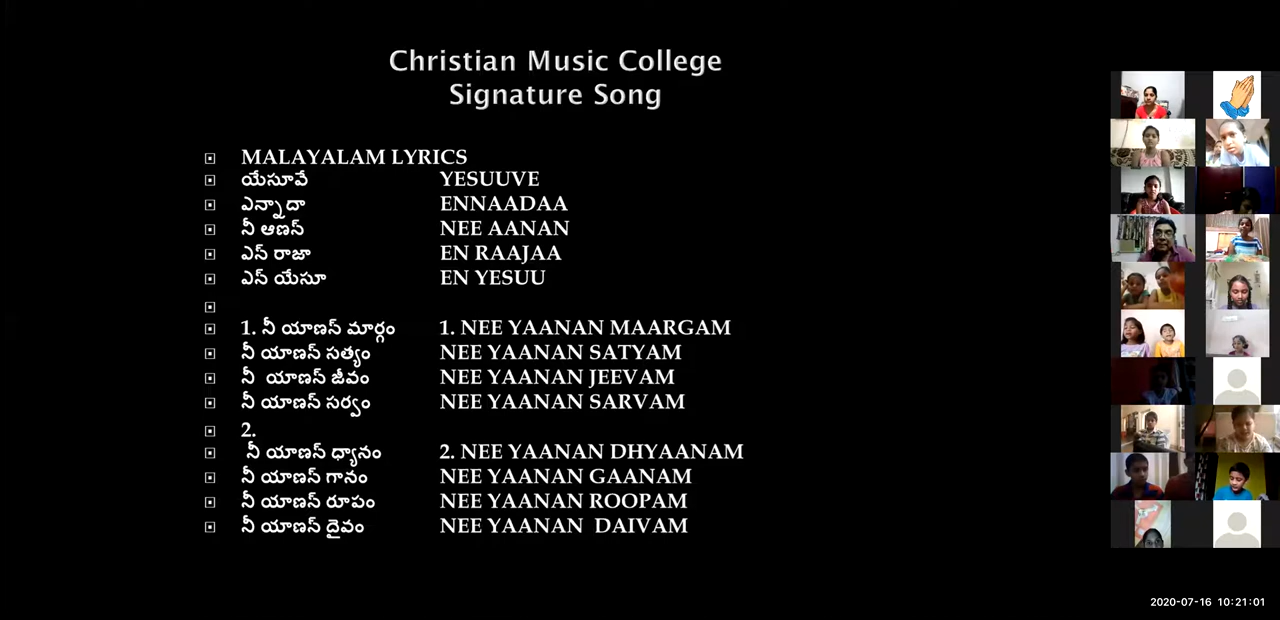 Christian Music College
Signature Song
MALAYALAM LYRICS
యేసూవే YESUUVE
ఎన్నాదా ENNAADAA
నీ ఆణన్ NEE AANAN
ఎన్ రాజా EN RAAJAA
ఎన్ యేసూ EN YESUU
1. నీ యాణన్ మార్గం 1. NEE YAANAN MAARGAM
నీ యాణన్ సత్యం NEE YAANAN SATYAM
నీ యాణన్ జీవం NEE YAANAN JEEVAM
నీ యాణన్ సర్వం NEE YAANAN SARVAM
2.
నీ యాణన్ ధ్యానం 2. NEE YAANAN DHYAANAM
నీ యాణన్ గానం NEE YAANAN GAANAM
నీ యాణన్ రూపం NEE YAANAN ROOPAM
నీ యాణన్ దైవం NEE YAANAN DAIVAM
2020-07-16 10:21:01